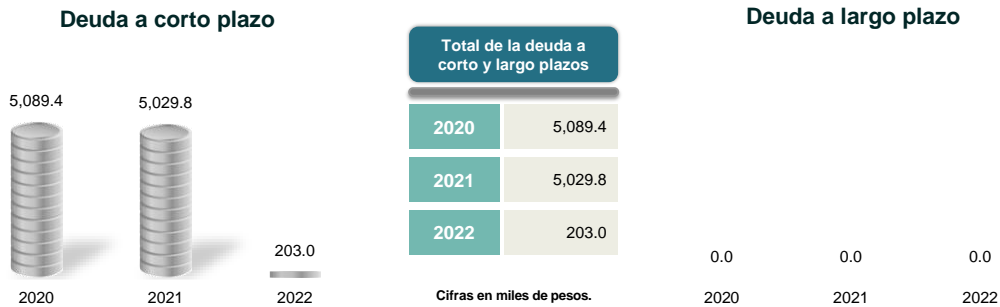 Deuda a corto plazo
5,089.4
5,029.8
203.0
2020 2021 2022
Total de la deuda a
corto y largo plazos
2020 5,089.4
2021 5,029.8
2022 203.0
Cifras en miles de pesos.
Deuda a largo plazo
0.0 0.0 0.0
2020 2021 2022